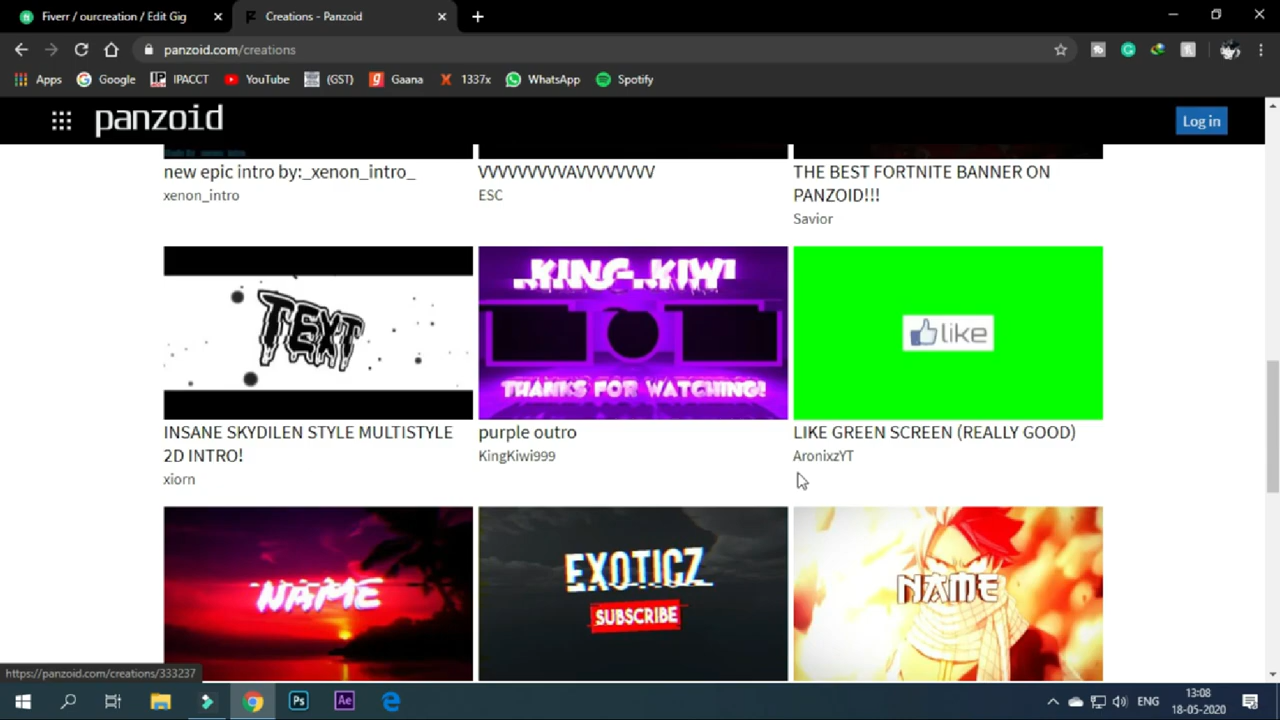 Fiverr / ourcreation / Edit Gig
Creations - Panzoid
panzoid.com/creations
Apps
Google
IPACCT
YouTube
(GST)
Gaana
1337x
WhatsApp
Spotify
panzoid
Log in
new epic intro by:_xenon_intro_
xenon_intro
VVVVVVVVVAVVVVVVVV
ESC
THE BEST FORTNITE BANNER ON
PANZOID!!!
Savior
TEXT
KING KIWI
THANKS FOR WATCHING!
like
INSANE SKYDILEN STYLE MULTISTYLE
2D INTRO!
xiorn
purple outro
KingKiwi999
LIKE GREEN SCREEN (REALLY GOOD)
AronixzYT
NAME
EXOTICZ
SUBSCRIBE
NAME
https://panzoid.com/creations/333237
Ps
Ae
ENG
13:08
18-05-2020